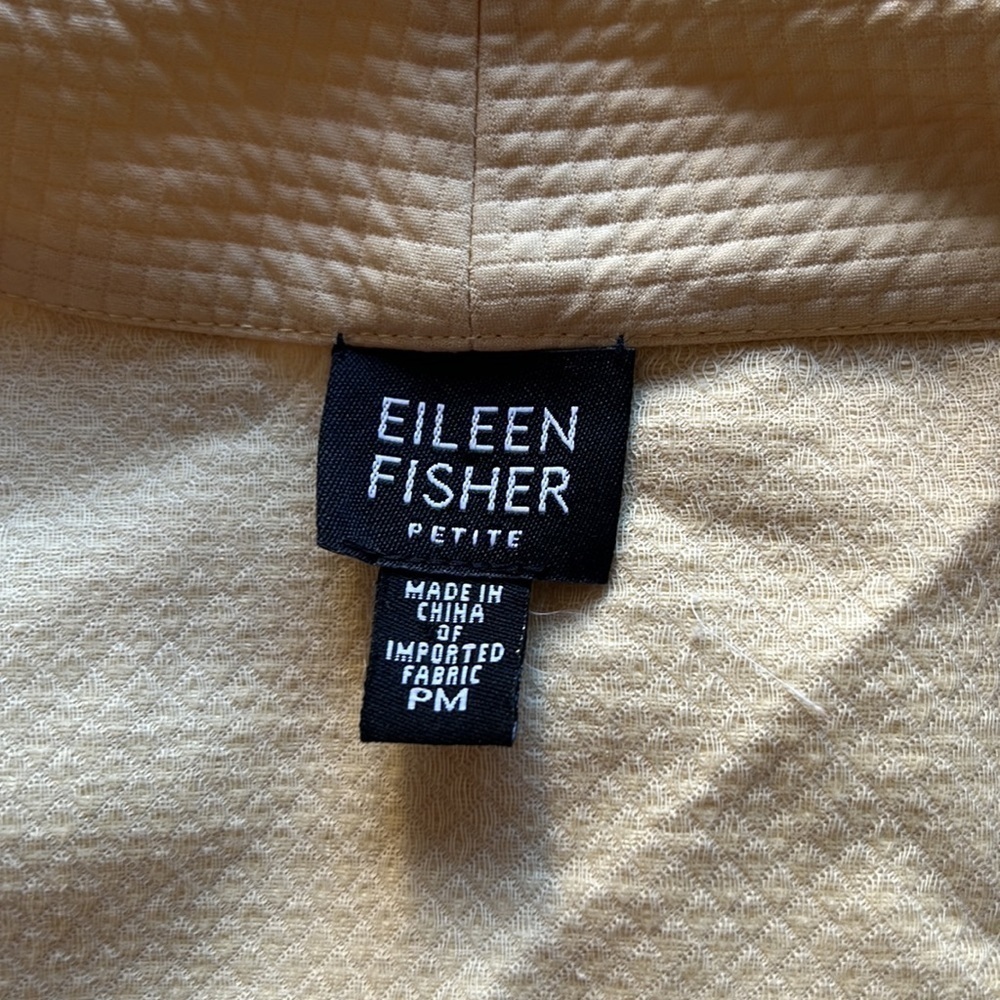 EILEEN
FISHER
PETITE
MADE IN
CHINA
OF
IMPORTED
FABRIC
PM